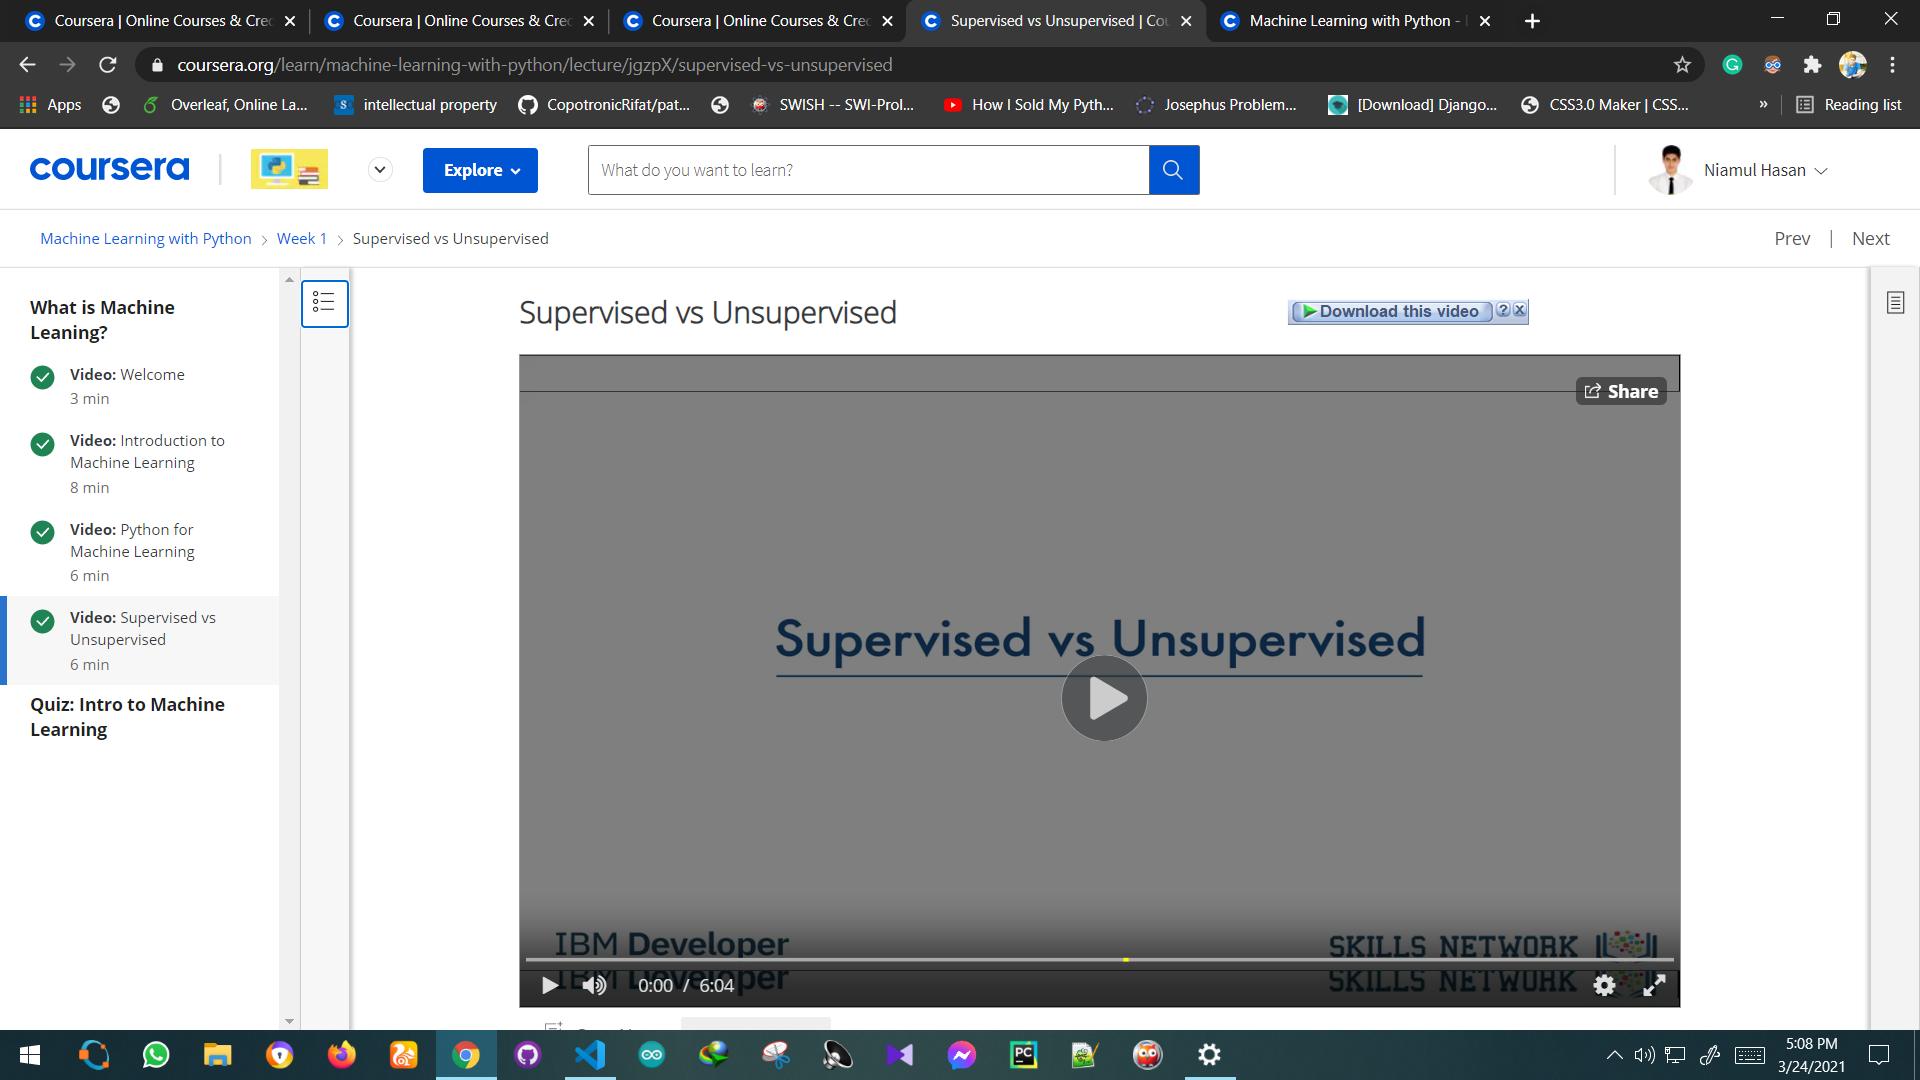 Coursera | Online Courses & Cre
Coursera | Online Courses & Cre
Coursera | Online Courses & Cre
Supervised vs Unsupervised | Co
Machine Learning with Python -
coursera.org/learn/machine-learning-with-python/lecture/jgzpX/supervised-vs-unsupervised
Apps
Overleaf, Online La...
intellectual property
CopotronicRifat/pat...
SWISH -- SWI-Prol...
How I Sold My Pyth...
Josephus Problem...
[Download] Django...
CSS3.0 Maker | CSS...
»
Reading list
coursera
Explore
What do you want to learn?
Niamul Hasan
Machine Learning with Python > Week 1 > Supervised vs Unsupervised
Prev | Next
What is Machine
Leaning?
Video: Welcome
3 min
Video: Introduction to
Machine Learning
8 min
Video: Python for
Machine Learning
6 min
Video: Supervised vs
Unsupervised
6 min
Quiz: Intro to Machine
Learning
Supervised vs Unsupervised
Download this video
Share
Supervised vs Unsupervised
IBM Developer
SKILLS NETWORK
IBM Developer
SKILLS NETWORK
0:00 / 6:04
5:08 PM
3/24/2021